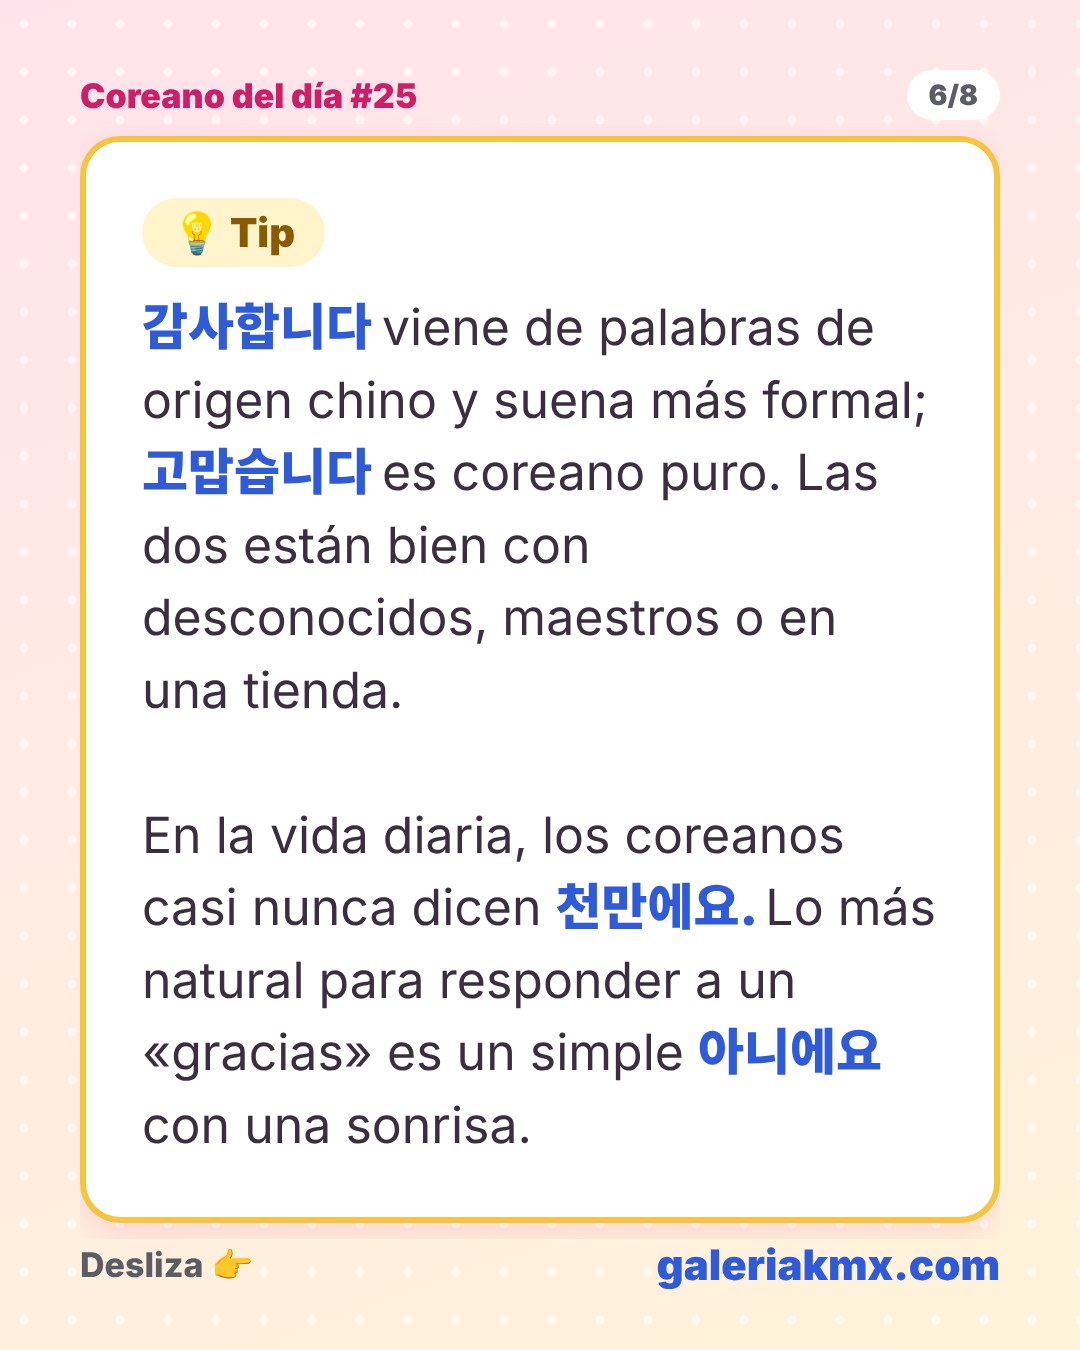 Coreano del día #25
6/8
💡 Tip
감사합니다 viene de palabras de
origen chino y suena más formal;
고맙습니다 es coreano puro. Las
dos están bien con
desconocidos, maestros o en
una tienda.
En la vida diaria, los coreanos
casi nunca dicen 천만에요. Lo más
natural para responder a un
«gracias» es un simple 아니에요
con una sonrisa.
Desliza 👉
galeriakmx.com